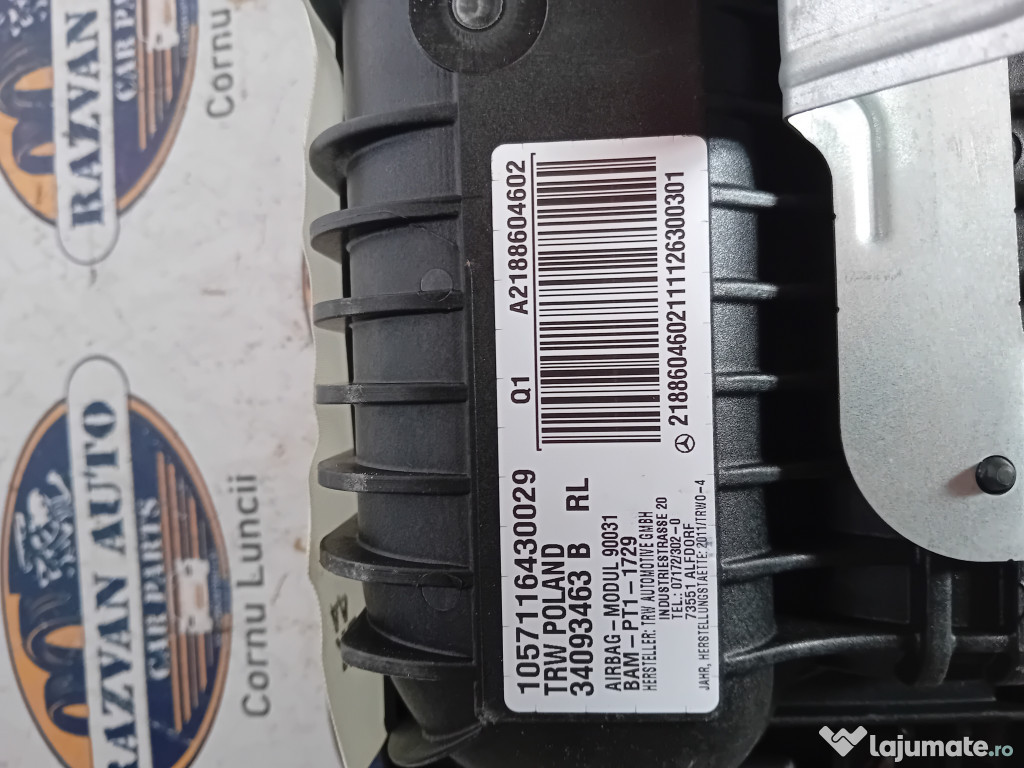 RAZVAN
CAR PARTS
Cornu
RAZVAN AUTO
CAR PARTS
Cornu Luncii
10571164430029 Q1 A2188604602
TRW POLAND
34093463 B RL
AIRBAG-MODUL 90031
BAM-PT1-1729
HERSTELLER: TRW AUTOMOTIVE GMBH
INDUSTRIESTRASSE 20
TEL.: 07172/302-0
73551 ALFDORF
JAHR, HERSTELLUNGSTAETTE: 2011/TRW0-4
21886046021111126300301
lajumate.ro